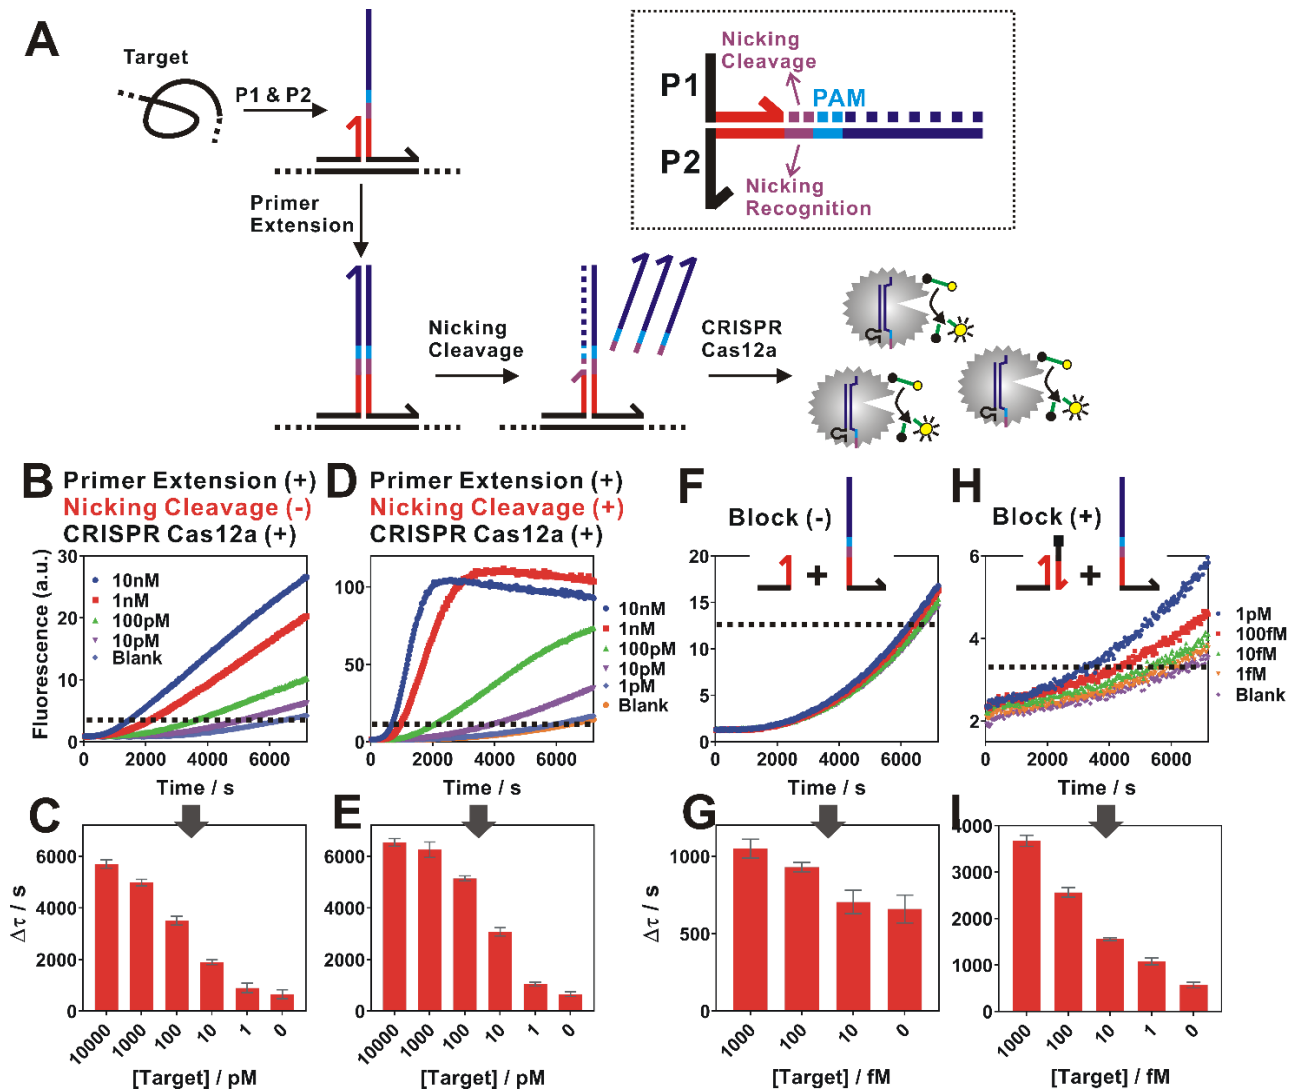 A
Target
P1 & P2
Primer
Extension
Nicking
Cleavage
CRISPR
Cas12a
Nicking
Cleavage
P1
PAM
P2
Nicking
Recognition
B
Primer Extension (+)
Nicking Cleavage (-)
CRISPR Cas12a (+)
Fluorescence (a.u.)
30
20
10
0
10nM
1nM
100pM
10pM
Blank
0 2000 4000 6000
Time / s
D
Primer Extension (+)
Nicking Cleavage (+)
CRISPR Cas12a (+)
100
50
0
10nM
1nM
100pM
10pM
1pM
Blank
0 2000 4000 6000
Time / s
F
Block (-)
+
20
15
10
5
0
0 2000 4000 6000
Time / s
H
Block (+)
+
6
4
2
1pM
100fM
10fM
1fM
Blank
0 2000 4000 6000
Time / s
C
Δτ / s
6000
4000
2000
0
10000 1000 100 10 1 0
[Target] / pM
E
6000
4000
2000
0
10000 1000 100 10 1 0
[Target] / pM
G
Δτ / s
1000
500
0
1000 100 10 0
[Target] / fM
I
4000
3000
2000
1000
0
1000 100 10 1 0
[Target] / fM